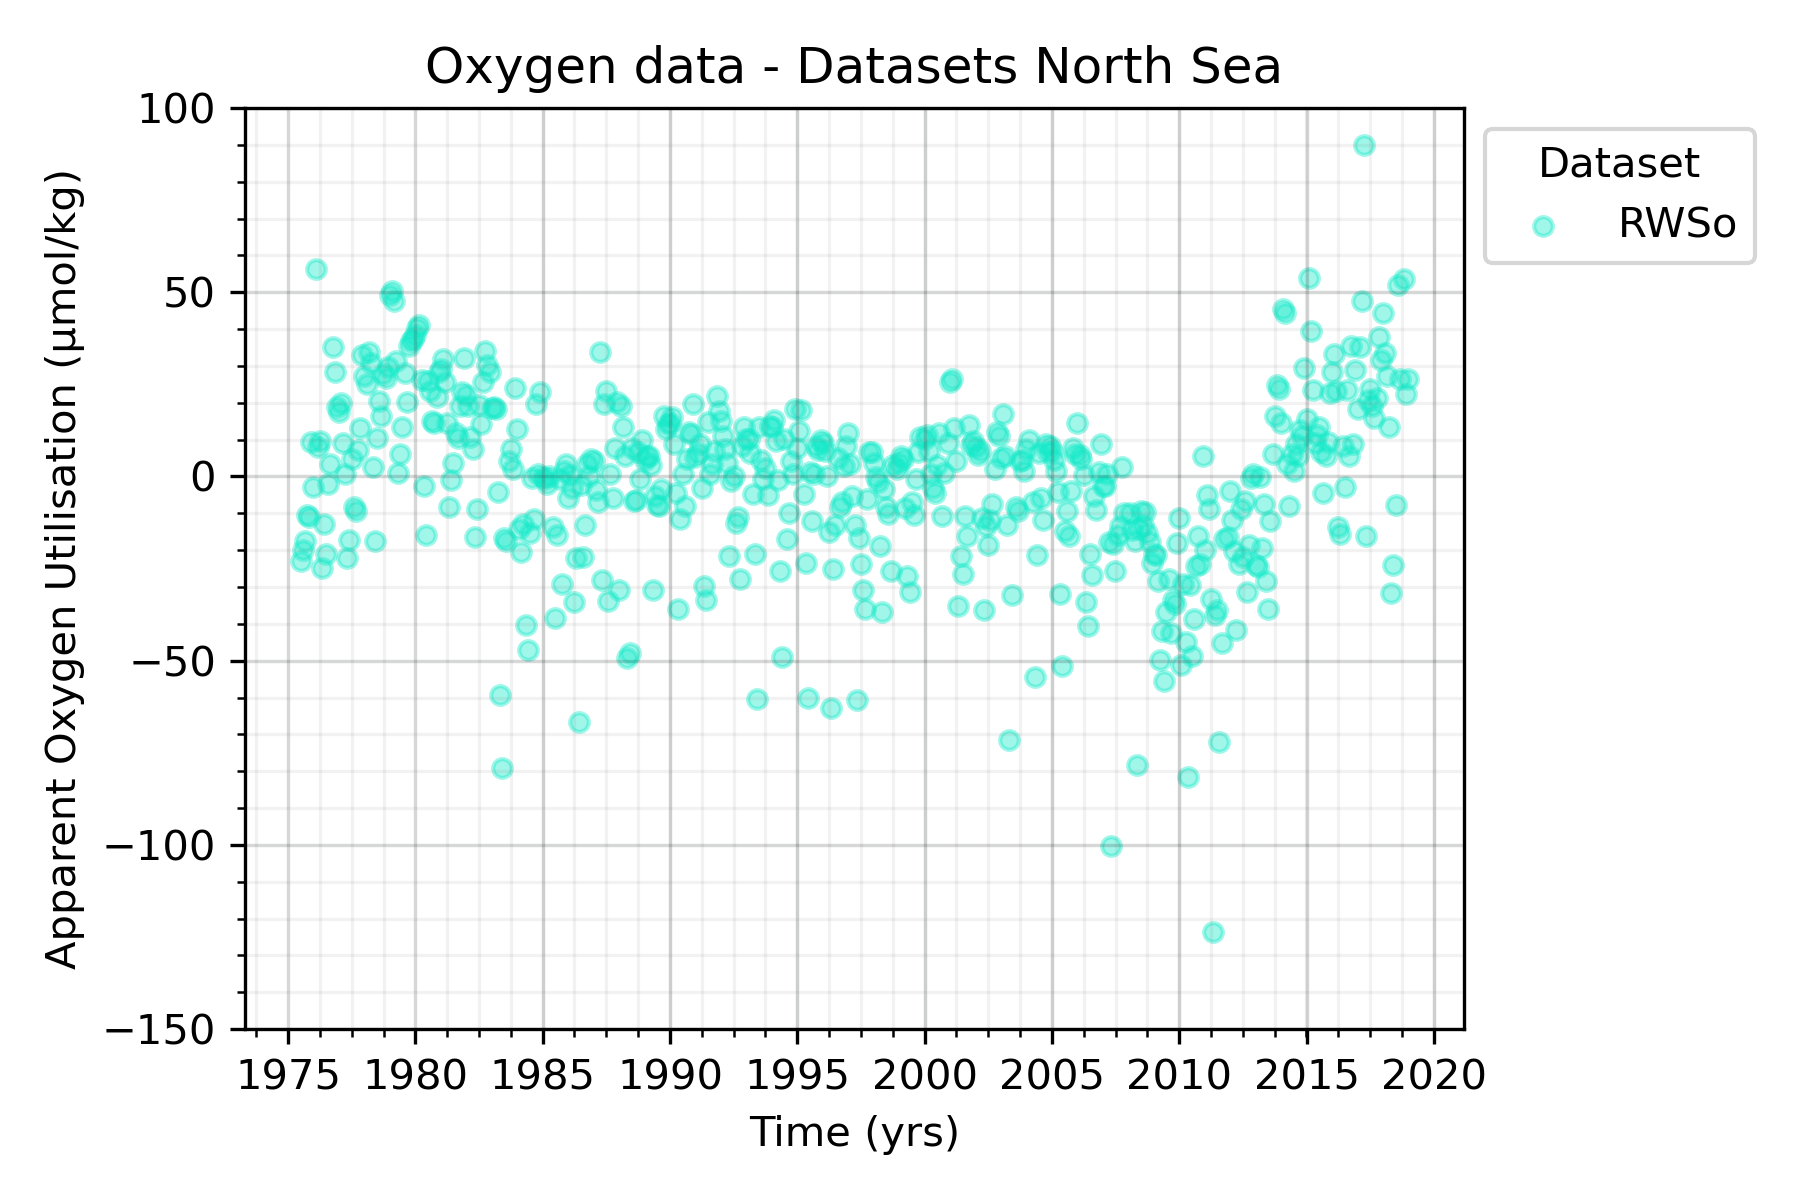 Oxygen data - Datasets North Sea
Apparent Oxygen Utilisation (µmol/kg)
100
50
0
−50
−100
−150
1975 1980 1985 1990 1995 2000 2005 2010 2015 2020
Time (yrs)
Dataset
RWSo